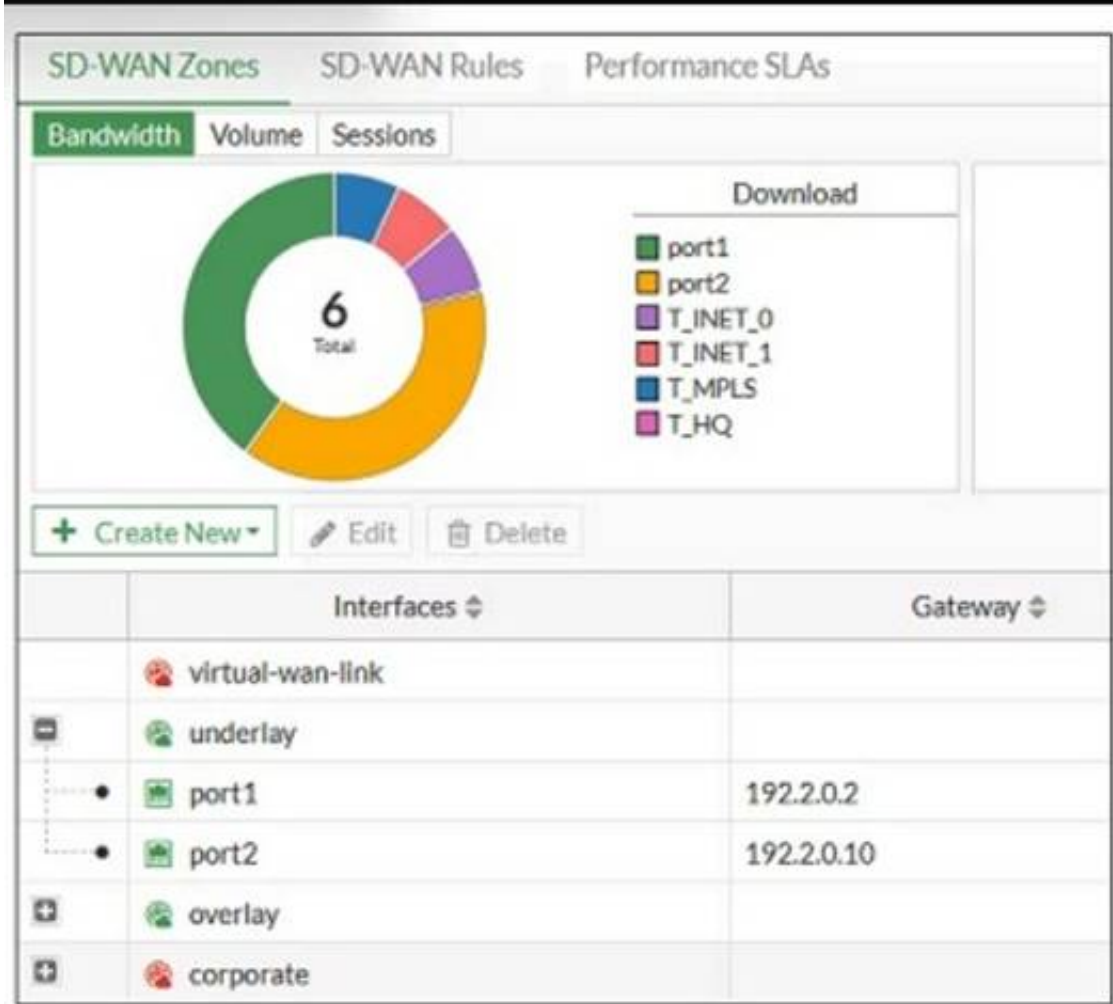 SD-WAN Zones SD-WAN Rules Performance SLAs
Bandwidth Volume Sessions
Download
port1
port2
T_INET_0
T_INET_1
T_MPLS
T_HQ
6
Total
+ Create New Edit Delete
Interfaces Gateway
virtual-wan-link
underlay
port1 192.2.0.2
port2 192.2.0.10
overlay
corporate